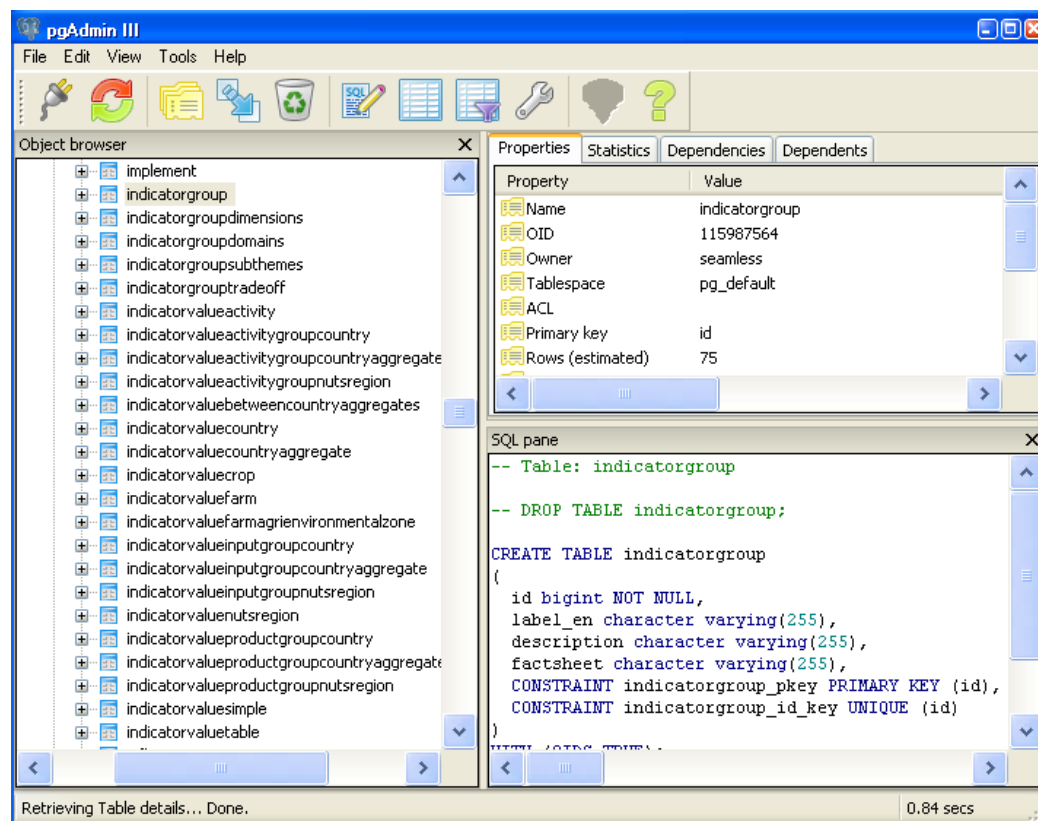 pgAdmin III
File Edit View Tools Help
SQL
Object browser
implement
indicatorgroup
indicatorgroupdimensions
indicatorgroupdomains
indicatorgroupsubthemes
indicatorgrouptradeoff
indicatorvalueactivity
indicatorvalueactivitygroupcountry
indicatorvalueactivitygroupcountryaggregate
indicatorvalueactivitygroupnutsregion
indicatorvaluebetweencountryaggregates
indicatorvaluecountry
indicatorvaluecountryaggregate
indicatorvaluecrop
indicatorvaluefarm
indicatorvaluefarmagrienvironmentalzone
indicatorvalueinputgroupcountry
indicatorvalueinputgroupcountryaggregate
indicatorvalueinputgroupnutsregion
indicatorvaluenutsregion
indicatorvalueproductgroupcountry
indicatorvalueproductgroupcountryaggregate
indicatorvalueproductgroupnutsregion
indicatorvaluesimple
indicatorvaluetable
Properties Statistics Dependencies Dependents
Property Value
Name indicatorgroup
OID 115987564
Owner seamless
Tablespace pg_default
ACL
Primary key id
Rows (estimated) 75
SQL pane
-- Table: indicatorgroup
-- DROP TABLE indicatorgroup;
CREATE TABLE indicatorgroup
(
id bigint NOT NULL,
label_en character varying(255),
description character varying(255),
factsheet character varying(255),
CONSTRAINT indicatorgroup_pkey PRIMARY KEY (id),
CONSTRAINT indicatorgroup_id_key UNIQUE (id)
)
WITH (OIDS TRUE);
Retrieving Table details... Done. 0.84 secs